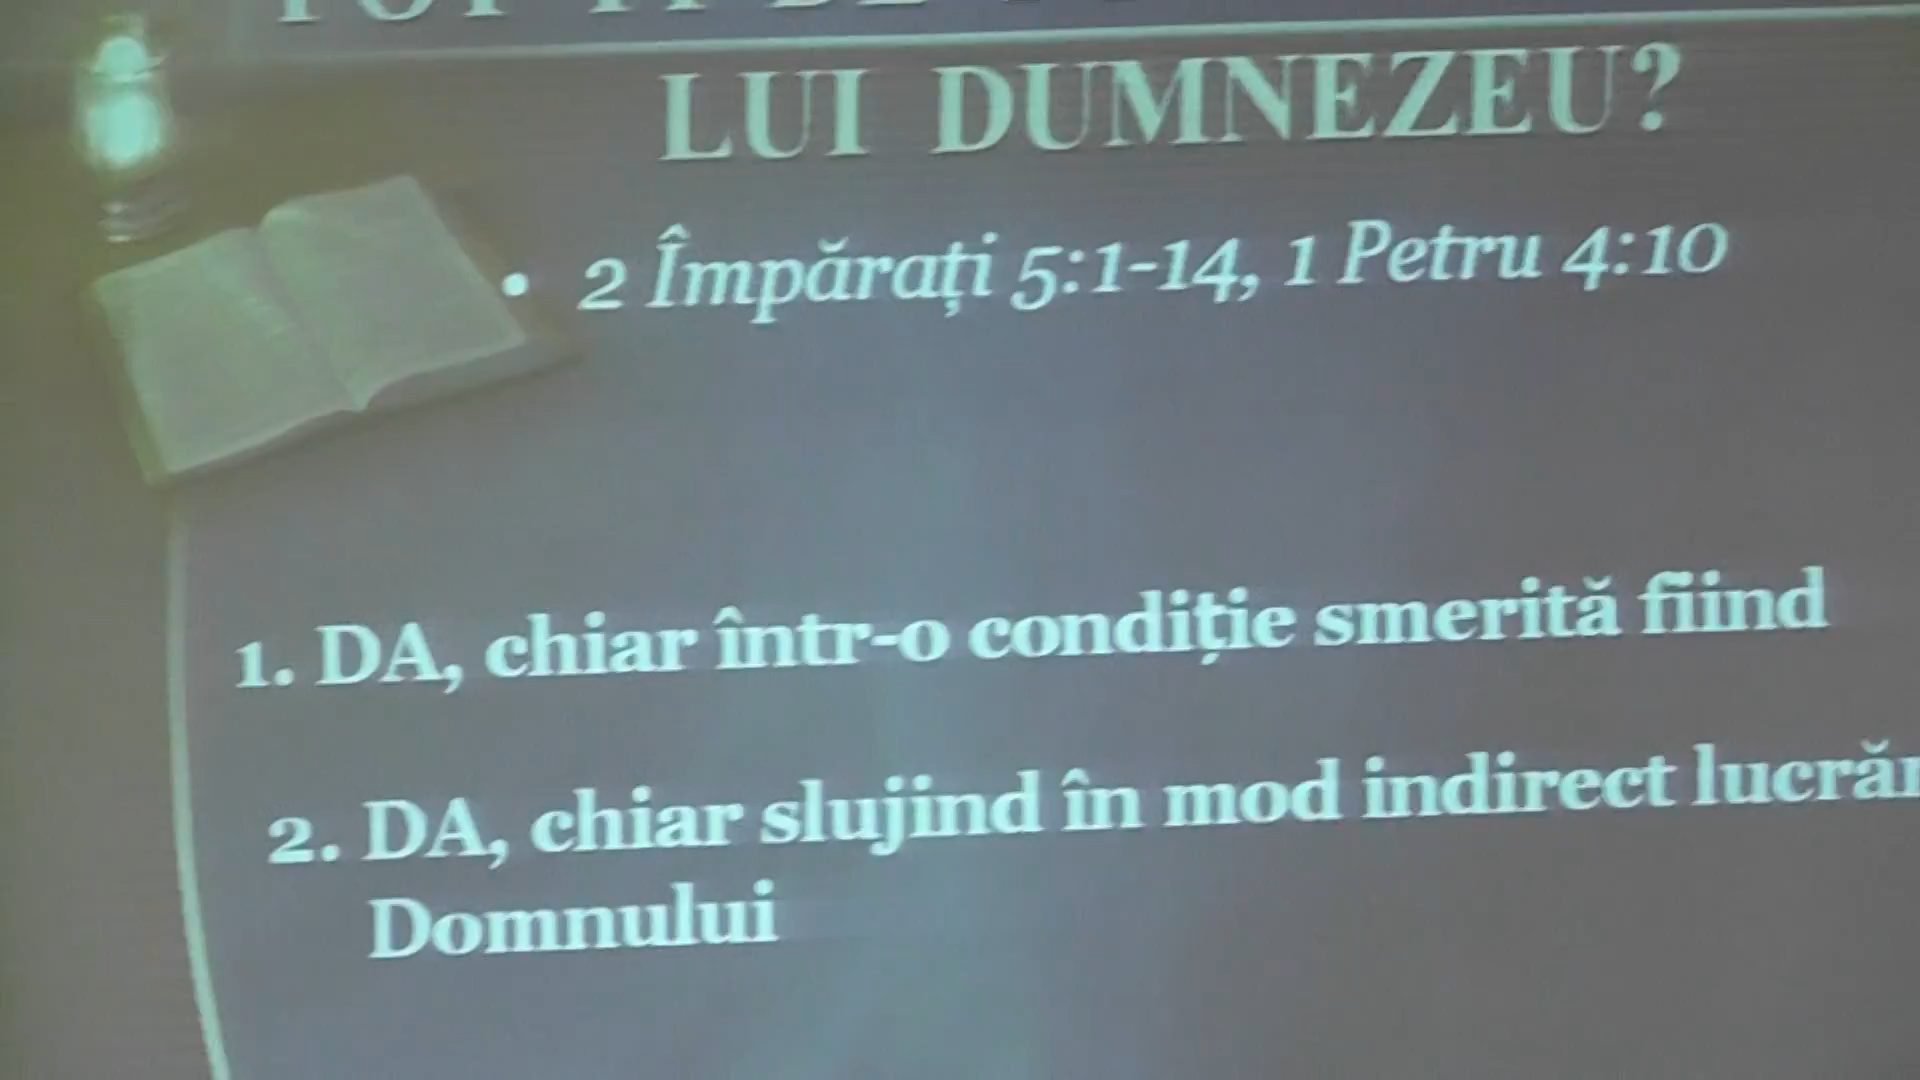 LUI DUMNEZEU?
• 2 Împărați 5:1-14, 1 Petru 4:10
1. DA, chiar într-o condiție smerită fiind
2. DA, chiar slujind în mod indirect
Domnului